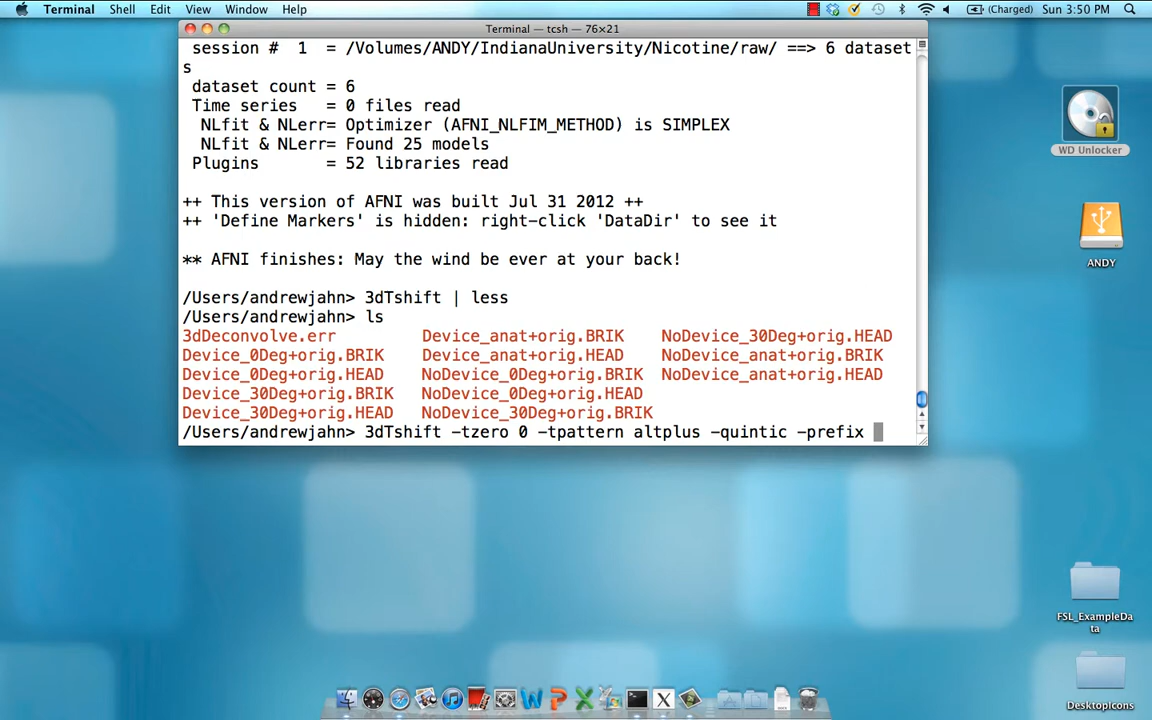 Terminal Shell Edit View Window Help (Charged) Sun 3:50 PM
Terminal — tcsh — 76×21
session # 1 = /Volumes/ANDY/IndianaUniversity/Nicotine/raw/ ==> 6 dataset
s
dataset count = 6
Time series = 0 files read
NLfit & NLerr= Optimizer (AFNI_NLFIM_METHOD) is SIMPLEX
NLfit & NLerr= Found 25 models
Plugins = 52 libraries read
++ This version of AFNI was built Jul 31 2012 ++
++ 'Define Markers' is hidden: right-click 'DataDir' to see it
** AFNI finishes: May the wind be ever at your back!
/Users/andrewjahn> 3dTshift | less
/Users/andrewjahn> ls
3dDeconvolve.err Device_anat+orig.BRIK NoDevice_30Deg+orig.HEAD
Device_0Deg+orig.BRIK Device_anat+orig.HEAD NoDevice_anat+orig.BRIK
Device_0Deg+orig.HEAD NoDevice_0Deg+orig.BRIK NoDevice_anat+orig.HEAD
Device_30Deg+orig.BRIK NoDevice_0Deg+orig.HEAD
Device_30Deg+orig.HEAD NoDevice_30Deg+orig.BRIK
/Users/andrewjahn> 3dTshift -tzero 0 -tpattern altplus -quintic -prefix
WD Unlocker
ANDY
FSL_ExampleDa
ta
DesktopIcons